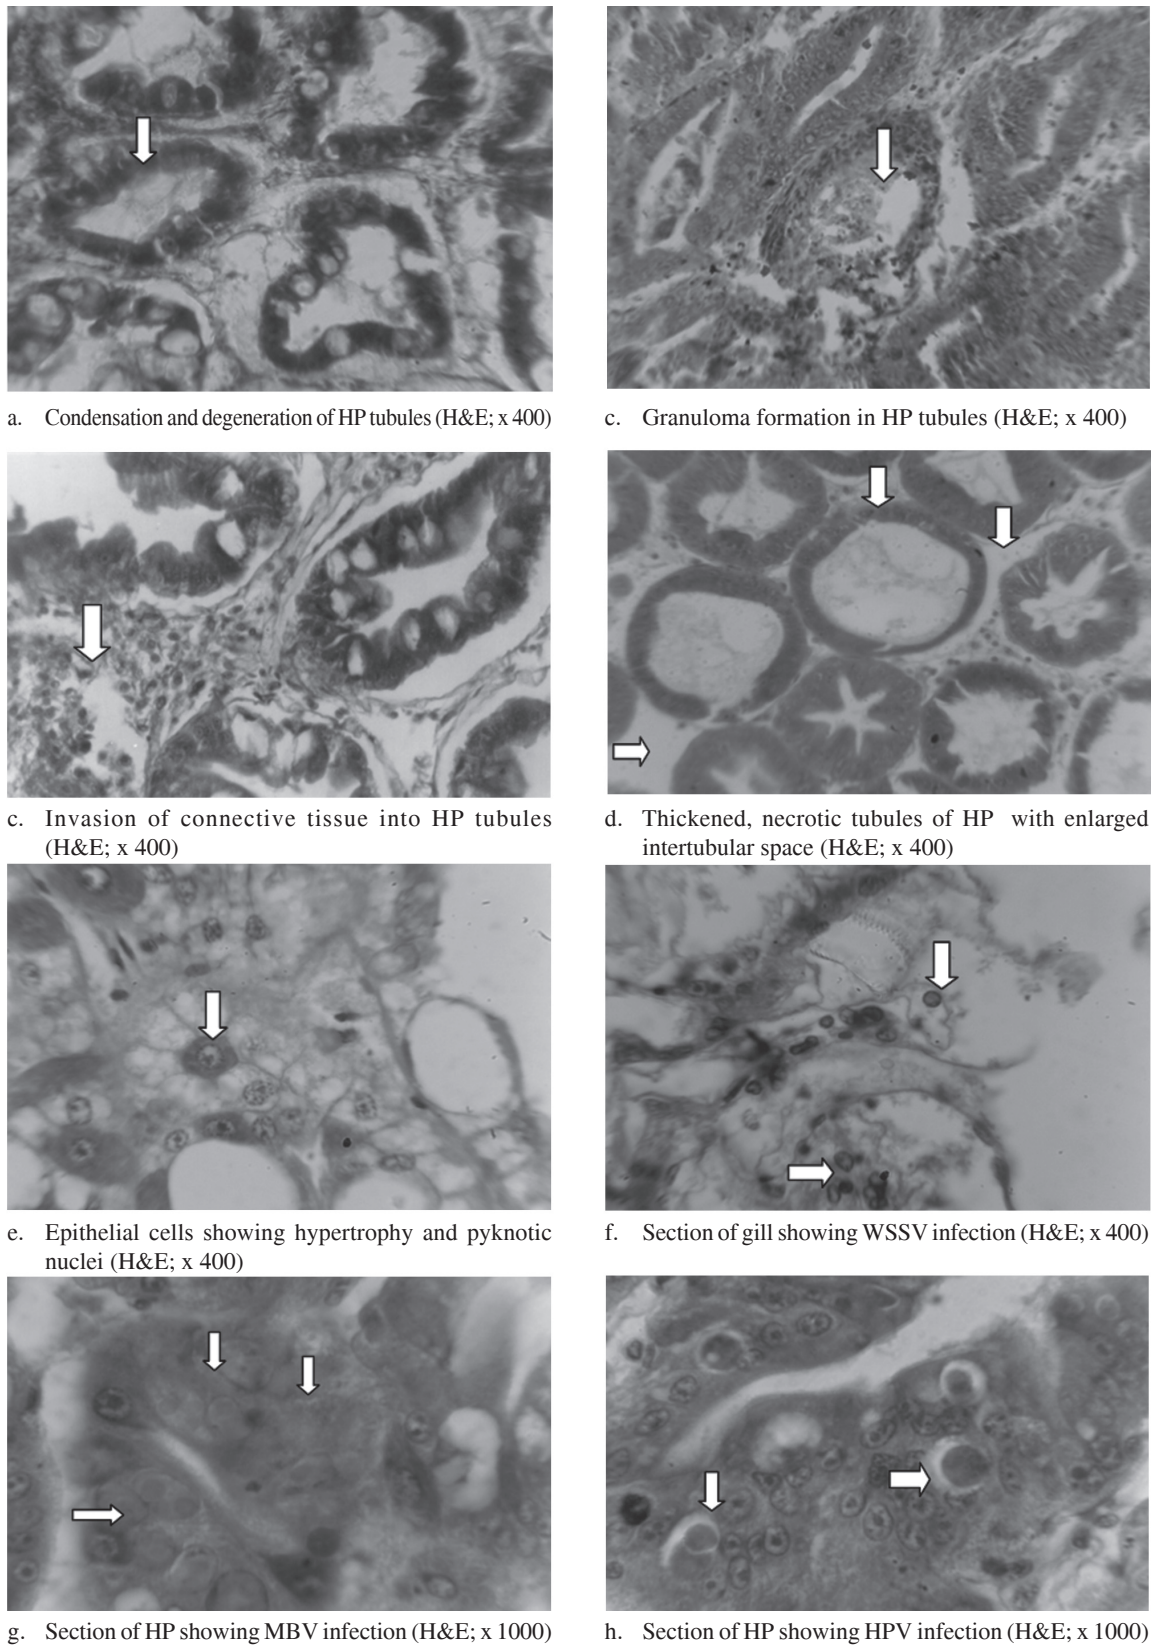 a. Condensation and degeneration of HP tubules (H&E; x 400)
c. Granuloma formation in HP tubules (H&E; x 400)
c. Invasion of connective tissue into HP tubules
(H&E; x 400)
d. Thickened, necrotic tubules of HP with enlarged
intertubular space (H&E; x 400)
e. Epithelial cells showing hypertrophy and pyknotic
nuclei (H&E; x 400)
f. Section of gill showing WSSV infection (H&E; x 400)
g. Section of HP showing MBV infection (H&E; x 1000)
h. Section of HP showing HPV infection (H&E; x 1000)